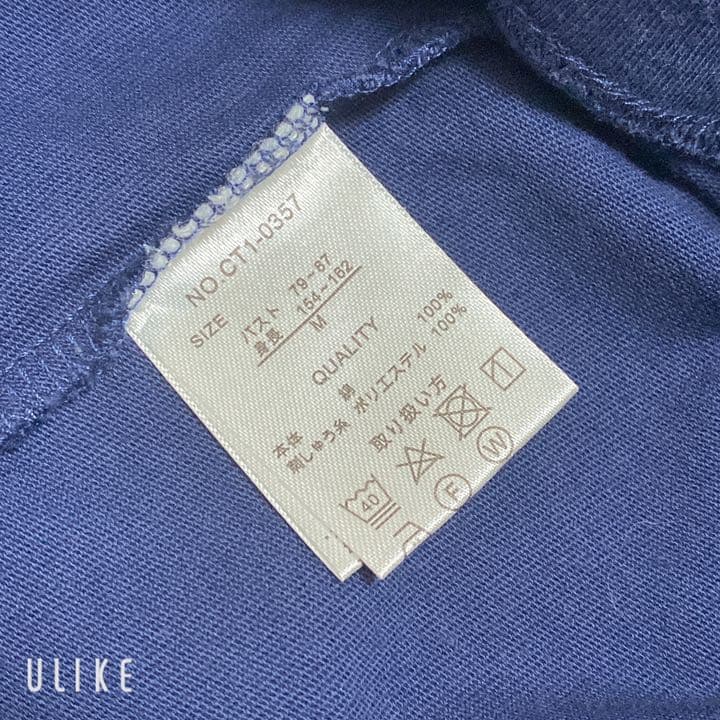 NO.CT1-0357
SIZE
バスト 79~87
身長 154~162
M
QUALITY
本体 綿 100%
刺しゅう糸 ポリエステル 100%
取り扱い方
40
F
W
ULIKE